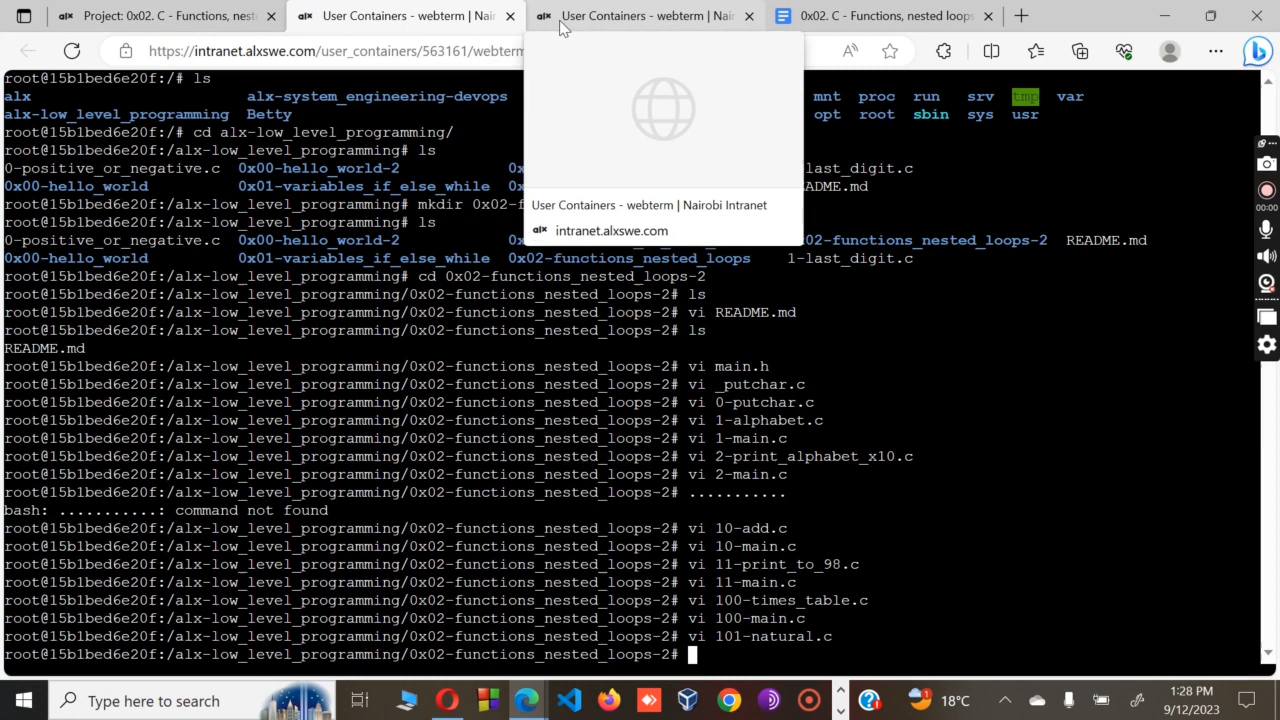 alx Project: 0x02. C - Functions, nest
alx User Containers - webterm | Nair
alx User Containers - webterm | Nair
0x02. C - Functions, nested loops
https://intranet.alxswe.com/user_containers/563161/webterm
root@15b1bed6e20f:/# ls
alx alx-system_engineering-devops mnt proc run srv tmp var
alx-low_level_programming Betty opt root sbin sys usr
root@15b1bed6e20f:/# cd alx-low_level_programming/
root@15b1bed6e20f:/alx-low_level_programming# ls
0-positive_or_negative.c 0x00-hello_world-2 0x -last_digit.c
0x00-hello_world 0x01-variables_if_else_while 0x ADME.md
root@15b1bed6e20f:/alx-low_level_programming# mkdir 0x02-f
root@15b1bed6e20f:/alx-low_level_programming# ls
0-positive_or_negative.c 0x00-hello_world-2 0x 02-functions_nested_loops-2 README.md
0x00-hello_world 0x01-variables_if_else_while 0x02-functions_nested_loops 1-last_digit.c
root@15b1bed6e20f:/alx-low_level_programming# cd 0x02-functions_nested_loops-2
root@15b1bed6e20f:/alx-low_level_programming/0x02-functions_nested_loops-2# ls
root@15b1bed6e20f:/alx-low_level_programming/0x02-functions_nested_loops-2# vi README.md
root@15b1bed6e20f:/alx-low_level_programming/0x02-functions_nested_loops-2# ls
README.md
root@15b1bed6e20f:/alx-low_level_programming/0x02-functions_nested_loops-2# vi main.h
root@15b1bed6e20f:/alx-low_level_programming/0x02-functions_nested_loops-2# vi _putchar.c
root@15b1bed6e20f:/alx-low_level_programming/0x02-functions_nested_loops-2# vi 0-putchar.c
root@15b1bed6e20f:/alx-low_level_programming/0x02-functions_nested_loops-2# vi 1-alphabet.c
root@15b1bed6e20f:/alx-low_level_programming/0x02-functions_nested_loops-2# vi 1-main.c
root@15b1bed6e20f:/alx-low_level_programming/0x02-functions_nested_loops-2# vi 2-print_alphabet_x10.c
root@15b1bed6e20f:/alx-low_level_programming/0x02-functions_nested_loops-2# vi 2-main.c
root@15b1bed6e20f:/alx-low_level_programming/0x02-functions_nested_loops-2# ...........
bash: ...........: command not found
root@15b1bed6e20f:/alx-low_level_programming/0x02-functions_nested_loops-2# vi 10-add.c
root@15b1bed6e20f:/alx-low_level_programming/0x02-functions_nested_loops-2# vi 10-main.c
root@15b1bed6e20f:/alx-low_level_programming/0x02-functions_nested_loops-2# vi 11-print_to_98.c
root@15b1bed6e20f:/alx-low_level_programming/0x02-functions_nested_loops-2# vi 11-main.c
root@15b1bed6e20f:/alx-low_level_programming/0x02-functions_nested_loops-2# vi 100-times_table.c
root@15b1bed6e20f:/alx-low_level_programming/0x02-functions_nested_loops-2# vi 100-main.c
root@15b1bed6e20f:/alx-low_level_programming/0x02-functions_nested_loops-2# vi 101-natural.c
root@15b1bed6e20f:/alx-low_level_programming/0x02-functions_nested_loops-2#
User Containers - webterm | Nairobi Intranet
alx intranet.alxswe.com
00:00
Type here to search
1
18°C
1:28 PM
9/12/2023